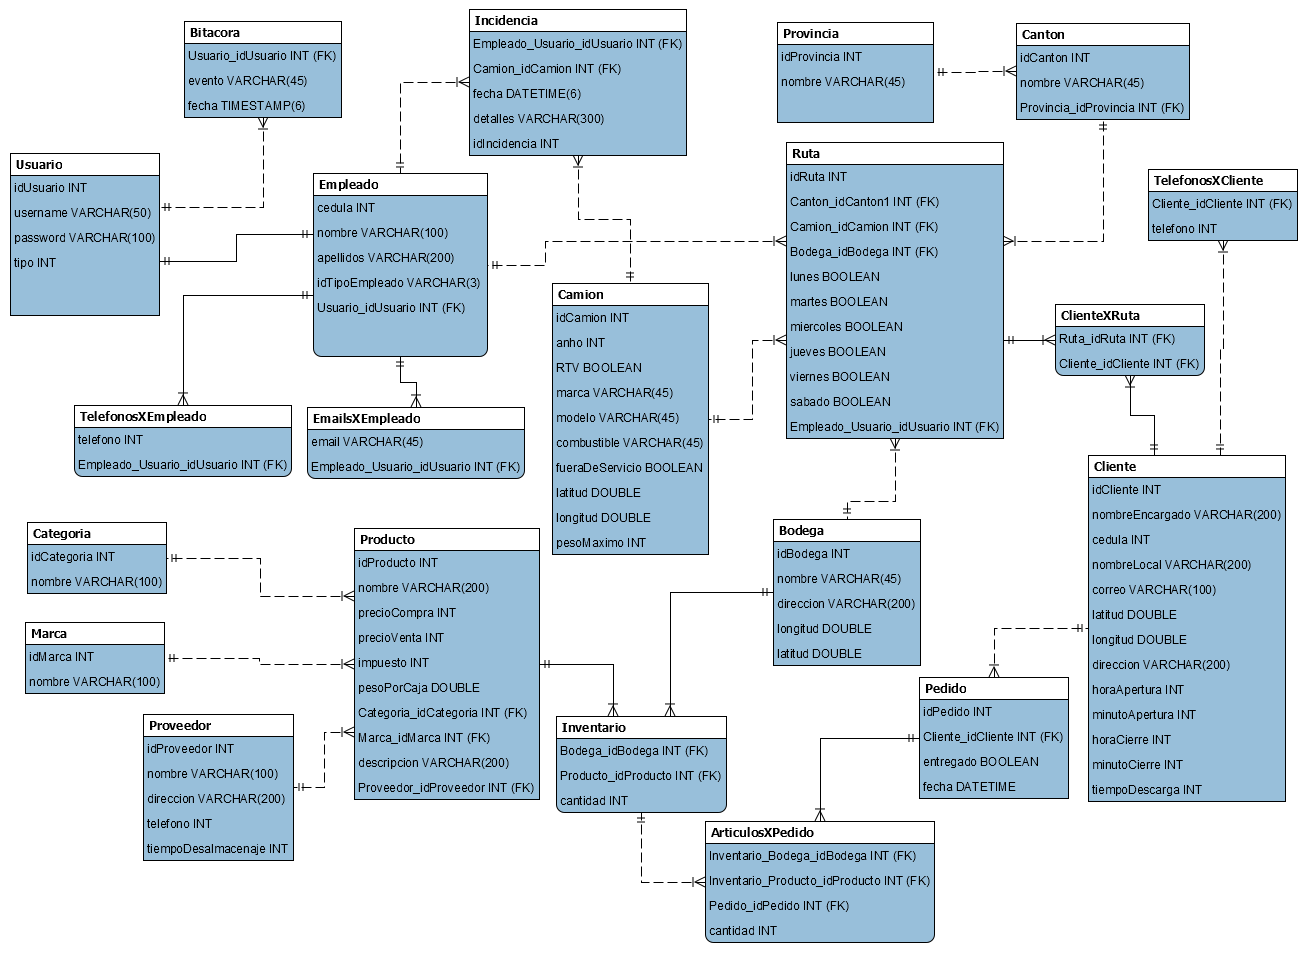 Bitacora
Usuario_idUsuario INT (FK)
evento VARCHAR(45)
fecha TIMESTAMP(6)
Incidencia
Empleado_Usuario_idUsuario INT (FK)
Camion_idCamion INT (FK)
fecha DATETIME(6)
detalles VARCHAR(300)
idIncidencia INT
Provincia
idProvincia INT
nombre VARCHAR(45)
Canton
idCanton INT
nombre VARCHAR(45)
Provincia_idProvincia INT (FK)
Usuario
idUsuario INT
username VARCHAR(50)
password VARCHAR(100)
tipo INT
Empleado
cedula INT
nombre VARCHAR(100)
apellidos VARCHAR(200)
idTipoEmpleado VARCHAR(3)
Usuario_idUsuario INT (FK)
Ruta
idRuta INT
Canton_idCanton1 INT (FK)
Camion_idCamion INT (FK)
Bodega_idBodega INT (FK)
lunes BOOLEAN
martes BOOLEAN
miercoles BOOLEAN
jueves BOOLEAN
viernes BOOLEAN
sabado BOOLEAN
Empleado_Usuario_idUsuario INT (FK)
TelefonosXCliente
Cliente_idCliente INT (FK)
telefono INT
Camion
idCamion INT
anho INT
RTV BOOLEAN
marca VARCHAR(45)
modelo VARCHAR(45)
combustible VARCHAR(45)
fueraDeServicio BOOLEAN
latitud DOUBLE
longitud DOUBLE
pesoMaximo INT
ClienteXRuta
Ruta_idRuta INT (FK)
Cliente_idCliente INT (FK)
TelefonosXEmpleado
telefono INT
Empleado_Usuario_idUsuario INT (FK)
EmailsXEmpleado
email VARCHAR(45)
Empleado_Usuario_idUsuario INT (FK)
Cliente
idCliente INT
nombreEncargado VARCHAR(200)
cedula INT
nombreLocal VARCHAR(200)
correo VARCHAR(100)
latitud DOUBLE
longitud DOUBLE
direccion VARCHAR(200)
horaApertura INT
minutoApertura INT
horaCierre INT
minutoCierre INT
tiempoDescarga INT
Categoria
idCategoria INT
nombre VARCHAR(100)
Producto
idProducto INT
nombre VARCHAR(200)
precioCompra INT
precioVenta INT
impuesto INT
pesoPorCaja DOUBLE
Categoria_idCategoria INT (FK)
Marca_idMarca INT (FK)
descripcion VARCHAR(200)
Proveedor_idProveedor INT (FK)
Bodega
idBodega INT
nombre VARCHAR(45)
direccion VARCHAR(200)
longitud DOUBLE
latitud DOUBLE
Marca
idMarca INT
nombre VARCHAR(100)
Pedido
idPedido INT
Cliente_idCliente INT (FK)
entregado BOOLEAN
fecha DATETIME
Proveedor
idProveedor INT
nombre VARCHAR(100)
direccion VARCHAR(200)
telefono INT
tiempoDesalmacenaje INT
Inventario
Bodega_idBodega INT (FK)
Producto_idProducto INT (FK)
cantidad INT
ArticulosXPedido
Inventario_Bodega_idBodega INT (FK)
Inventario_Producto_idProducto INT (FK)
Pedido_idPedido INT (FK)
cantidad INT